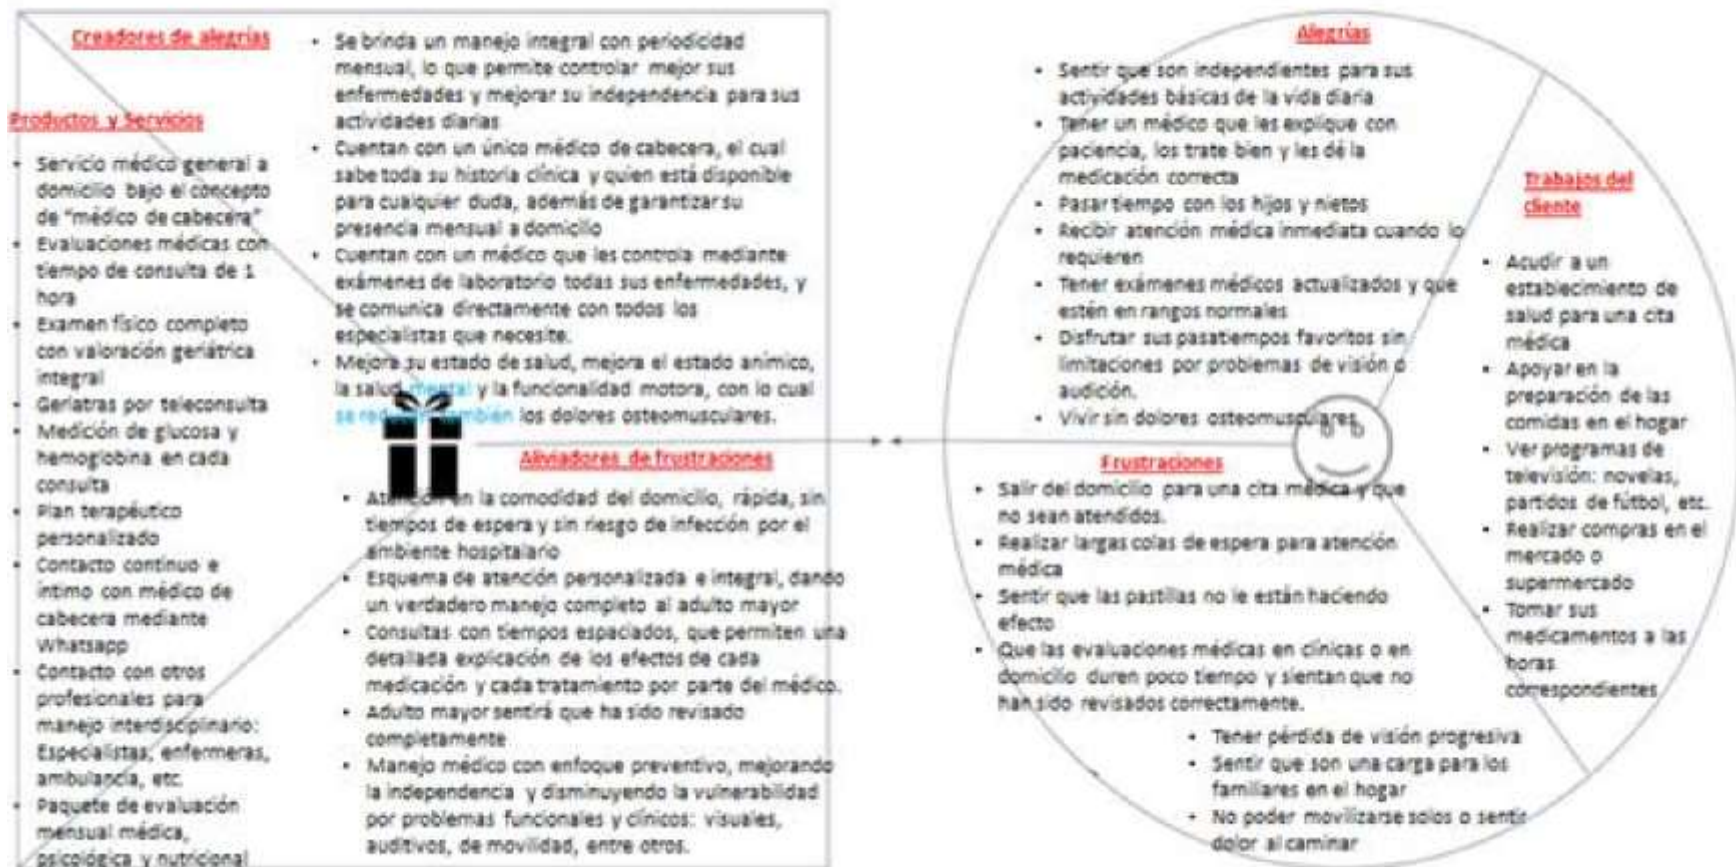 Creadores de alegrías
• Se brinda un manejo integral con periodicidad
mensual, lo que permite controlar mejor sus
enfermedades y mejorar su independencia para sus
actividades diarias
• Cuentan con un único médico de cabecera, el cual
sabe toda su historia clínica y quien está disponible
para cualquier duda, además de garantizar su
presencia mensual a domicilio
• Cuentan con un médico que les controla mediante
exámenes de laboratorio todas sus enfermedades, y
se comunica directamente con todos los
especialistas que necesite.
• Mejora su estado de salud, mejora el estado anímico,
la salud mental y la funcionalidad motora, con lo cual
se también los dolores osteomusculares.
Productos y Servicios
• Servicio médico general a
domicilio bajo el concepto
de "médico de cabecera"
• Evaluaciones médicas con
tiempo de consulta de 1
hora
• Examen físico completo
con valoración geriátrica
integral
• Geriatras por teleconsulta
• Medición de glucosa y
hemoglobina en cada
consulta
• Plan terapéutico
personalizado
• Contacto continuo e
íntimo con médico de
cabecera mediante
Whatsapp
• Contacto con otros
profesionales para
manejo interdisciplinario:
Especialistas, enfermeras,
ambulancia, etc.
• Paquete de evaluación
mensual médica,
psicológica y nutricional
Aliviadores de frustraciones
• Atención en la comodidad del domicilio, rápida, sin
tiempos de espera y sin riesgo de infección por el
ambiente hospitalario
• Esquema de atención personalizada e integral, dando
un verdadero manejo completo al adulto mayor
• Consultas con tiempos espaciados, que permiten una
detallada explicación de los efectos de cada
medicación y cada tratamiento por parte del médico.
• Adulto mayor sentirá que ha sido revisado
completamente
• Manejo médico con enfoque preventivo, mejorando
la independencia y disminuyendo la vulnerabilidad
por problemas funcionales y clínicos: visuales,
auditivos, de movilidad, entre otros.
Alegrías
• Sentir que son independientes para sus
actividades básicas de la vida diaria
• Tener un médico que les explique con
paciencia, los trate bien y les dé la
medicación correcta
• Pasar tiempo con los hijos y nietos
• Recibir atención médica inmediata cuando lo
requieren
• Tener exámenes médicos actualizados y que
estén en rangos normales
• Disfrutar sus pasatiempos favoritos sin
limitaciones por problemas de visión o
audición.
• Vivir sin dolores osteomusculares
Frustraciones
• Salir del domicilio para una cita médica y que
no sean atendidos.
• Realizar largas colas de espera para atención
médica
• Sentir que las pastillas no le están haciendo
efecto
• Que las evaluaciones médicas en clínicas o en
domicilio duren poco tiempo y sientan que no
han sido revisados correctamente.
• Tener pérdida de visión progresiva
• Sentir que son una carga para los
familiares en el hogar
• No poder movilizarse solos o sentir
dolor al caminar
Trabajos del
cliente
• Acudir a un
establecimiento de
salud para una cita
médica
• Apoyar en la
preparación de las
comidas en el hogar
• Ver programas de
televisión: novelas,
partidos de fútbol, etc.
• Realizar compras en el
mercado o
supermercado
• Tomar sus
medicamentos a las
horas
correspondientes